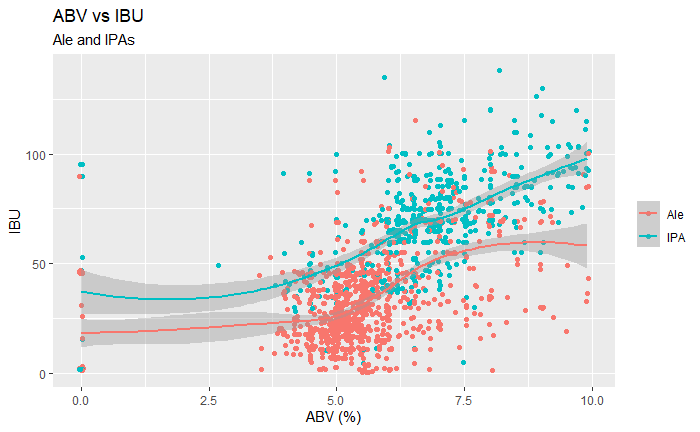 ABV vs IBU
Ale and IPAs
100
50
0
IBU
0.0 2.5 5.0 7.5 10.0
ABV (%)
Ale
IPA